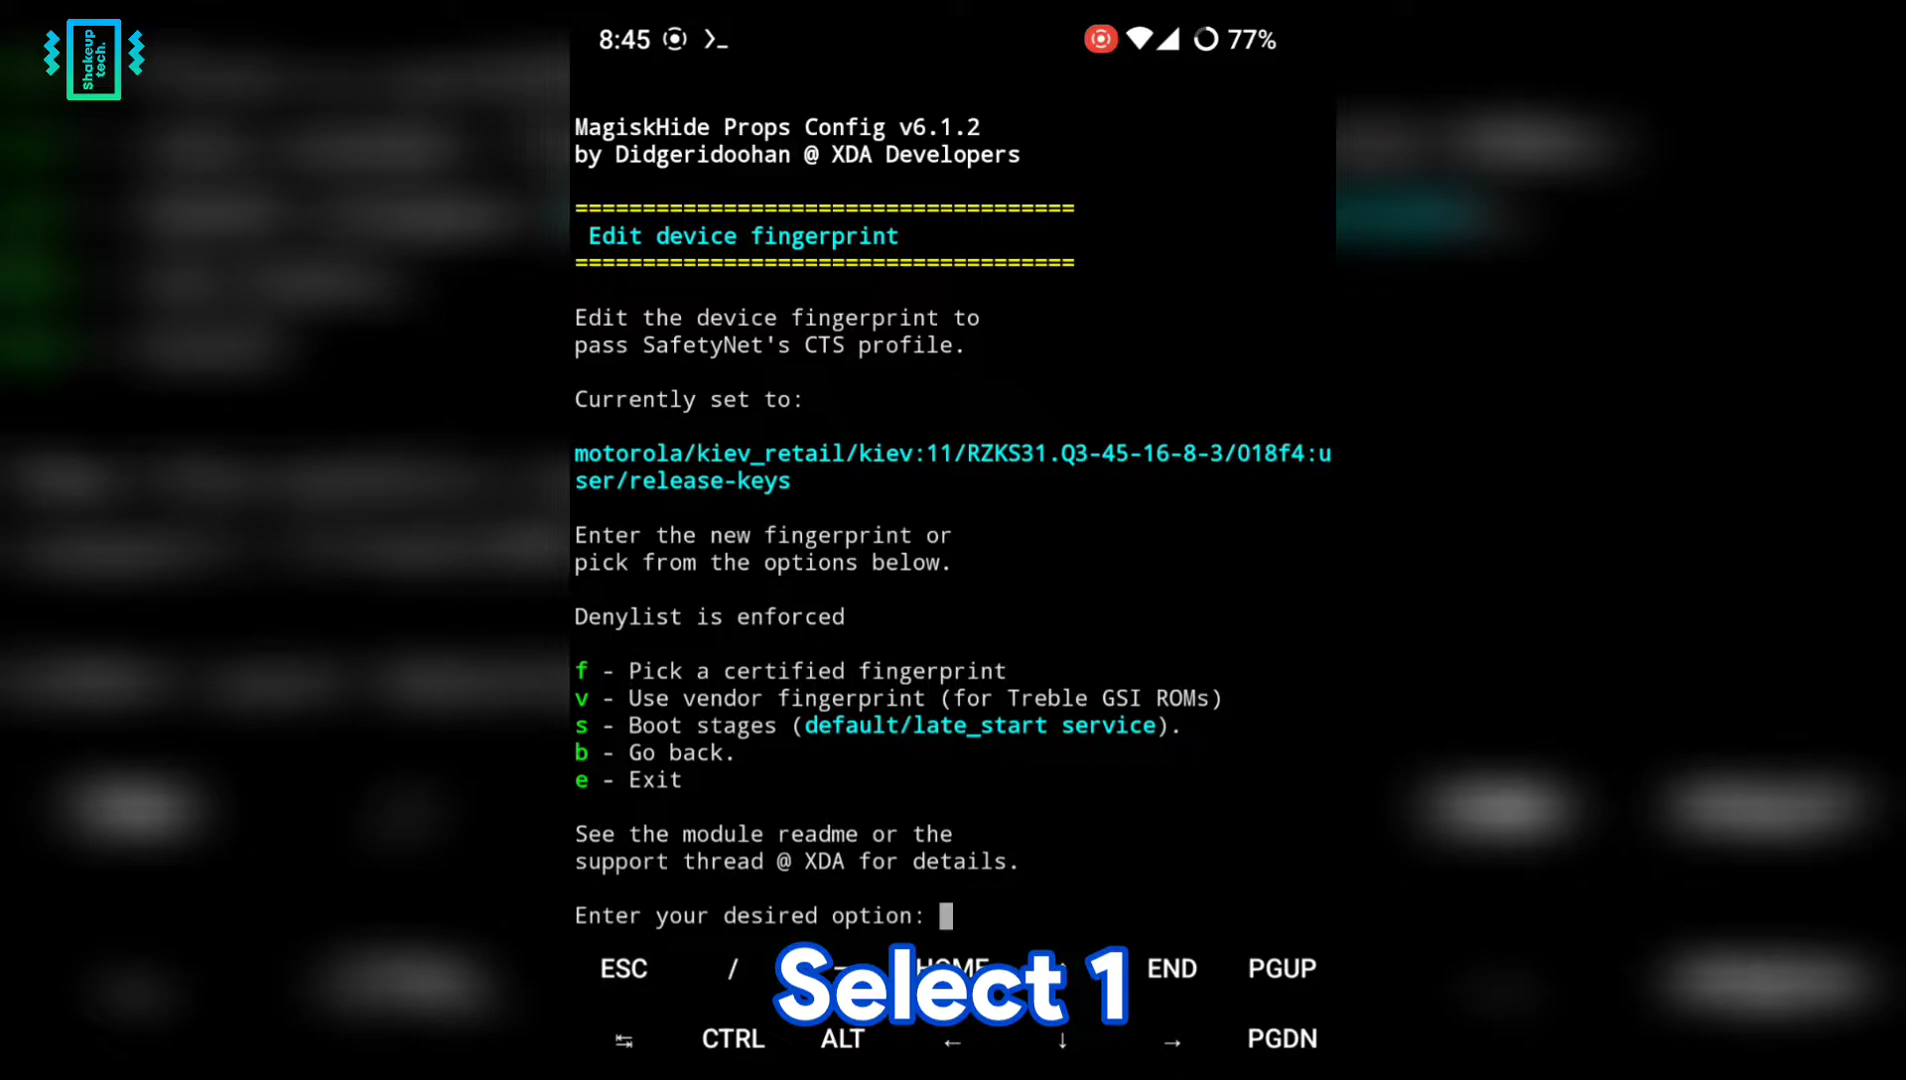 Shakeup
tech.
8:45
77%
MagiskHide Props Config v6.1.2
by Didgeridoohan @ XDA Developers
=====================================
Edit device fingerprint
=====================================
Edit the device fingerprint to
pass SafetyNet's CTS profile.
Currently set to:
motorola/kiev_retail/kiev:11/RZKS31.Q3-45-16-8-3/018f4:u
ser/release-keys
Enter the new fingerprint or
pick from the options below.
Denylist is enforced
f - Pick a certified fingerprint
v - Use vendor fingerprint (for Treble GSI ROMs)
s - Boot stages (default/late_start service).
b - Go back.
e - Exit
See the module readme or the
support thread @ XDA for details.
Enter your desired option:
ESC / HOME END PGUP
Select 1
CTRL ALT ← ↓ → PGDN